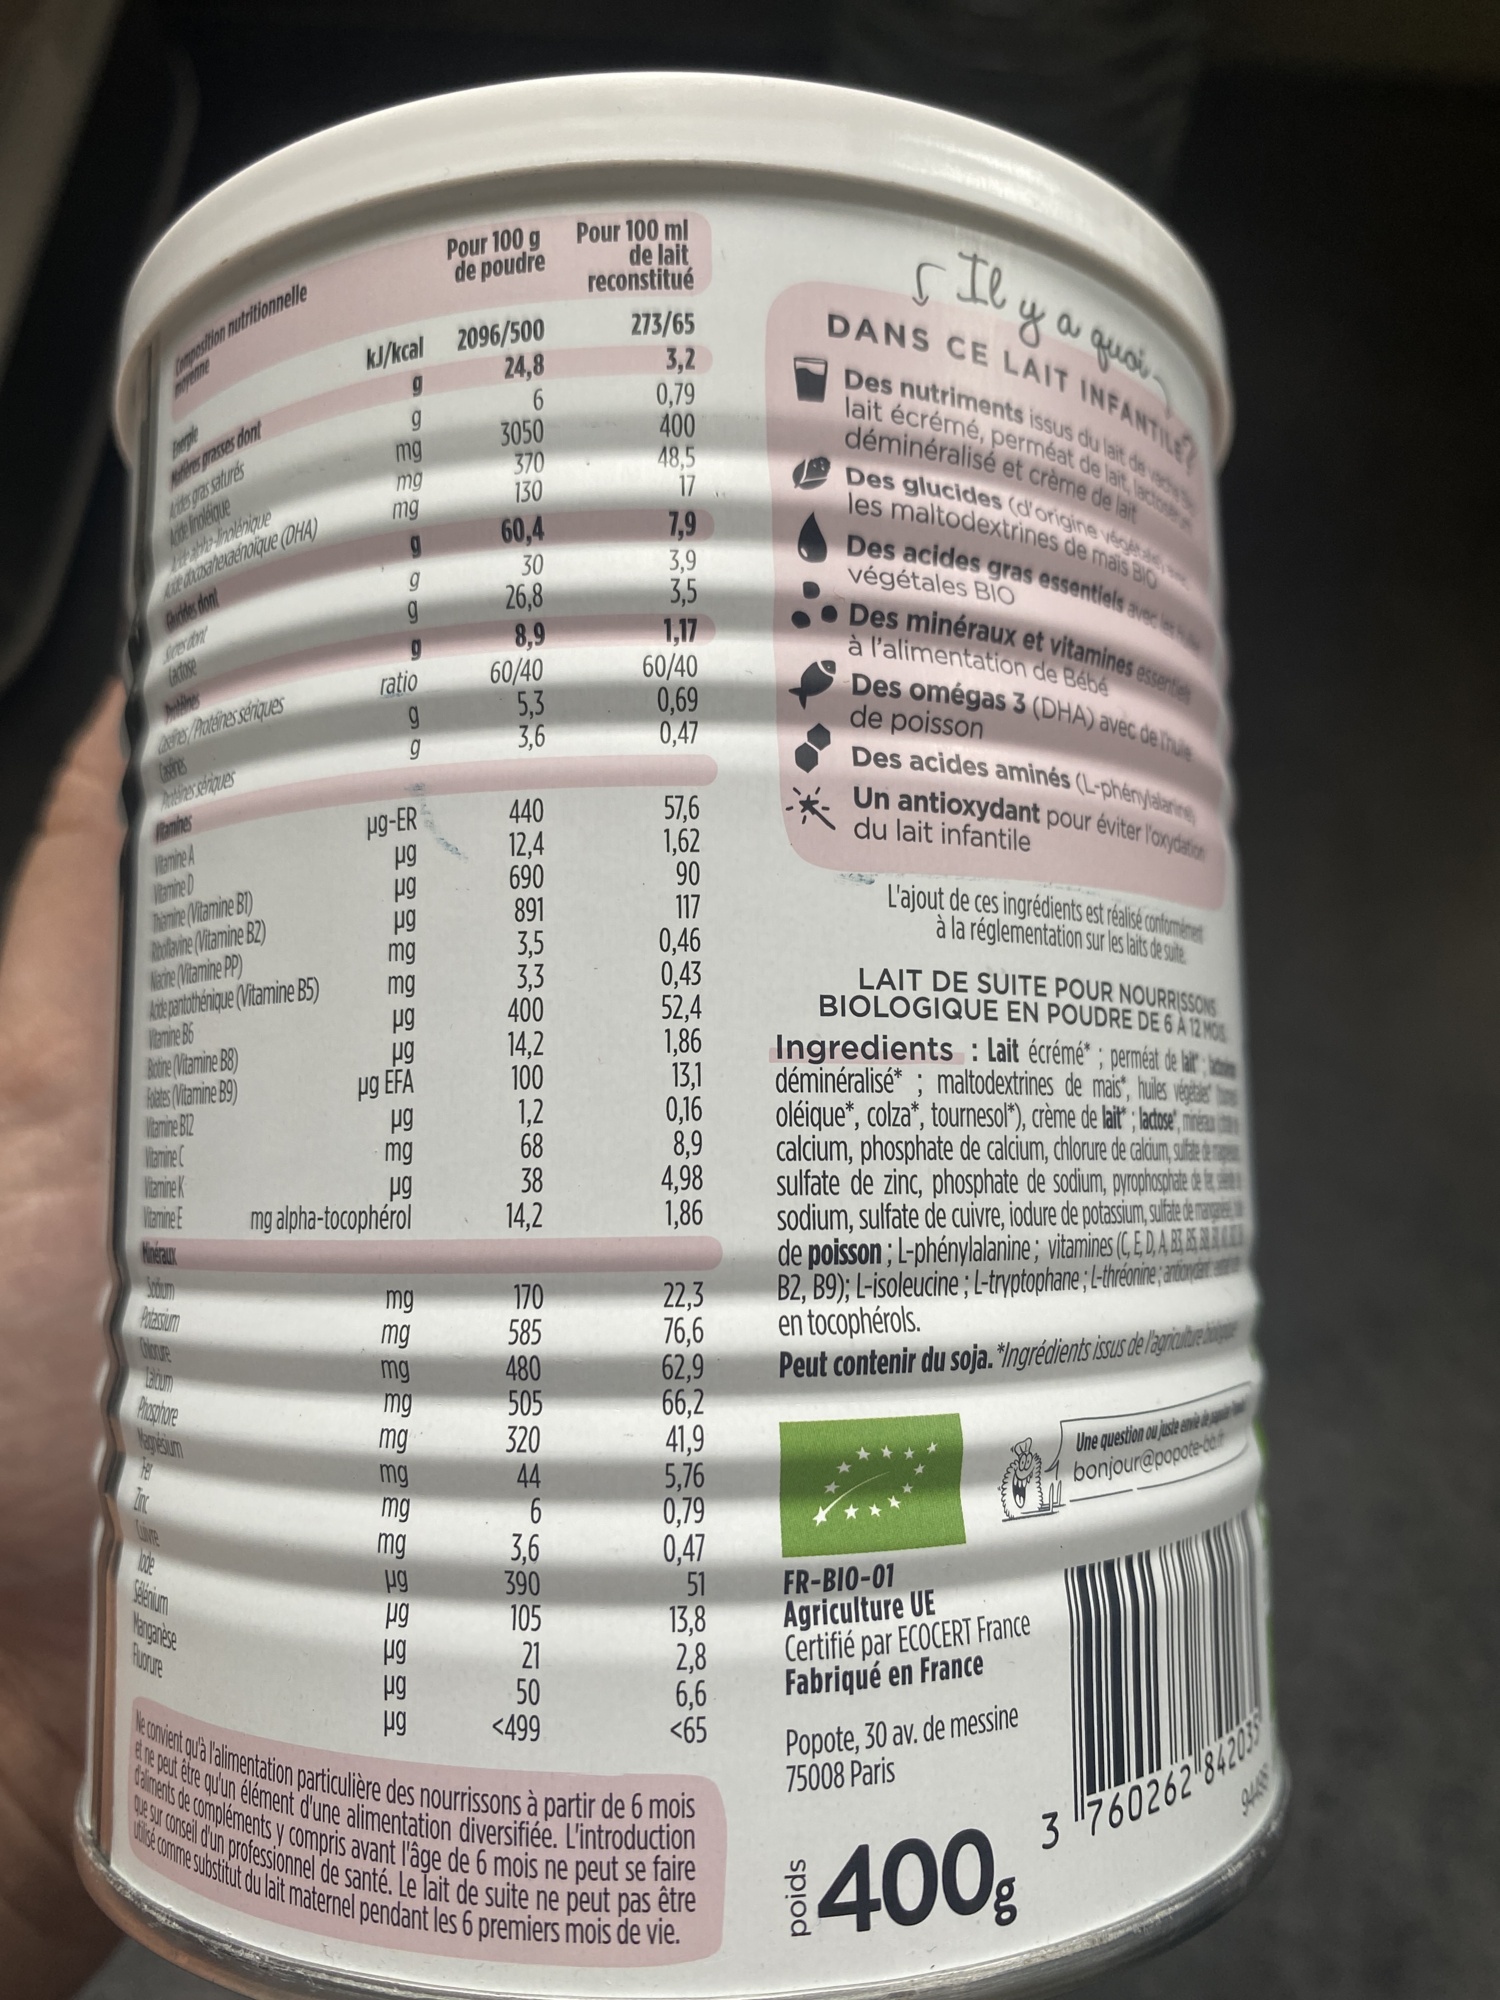 Composition nutritionnelle
moyenne
Pour 100 g
de poudre
Pour 100 ml
de lait
reconstitué
Energie kJ/kcal 2096/500 273/65
Matières grasses dont g 24,8 3,2
Acides gras saturés g 6 0,79
Acide linoléique mg 3050 400
Acide alpha-linolénique mg 370 48,5
Acide docosahexaénoïque (DHA) mg 130 17
Glucides dont g 60,4 7,9
Sucres dont g 30 3,9
Lactose g 26,8 3,5
Protéines g 8,9 1,17
Caséines/Protéines sériques ratio 60/40 60/40
Caséines g 5,3 0,69
Protéines sériques g 3,6 0,47
Vitamines
Vitamine A µg-ER 440 57,6
Vitamine D µg 12,4 1,62
Thiamine (Vitamine B1) µg 690 90
Riboflavine (Vitamine B2) µg 891 117
Niacine (Vitamine PP) mg 3,5 0,46
Acide pantothénique (Vitamine B5) mg 3,3 0,43
Vitamine B6 µg 400 52,4
Biotine (Vitamine B8) µg 14,2 1,86
Folates (Vitamine B9) µg EFA 100 13,1
Vitamine B12 µg 1,2 0,16
Vitamine C mg 68 8,9
Vitamine K µg 38 4,98
Vitamine E mg alpha-tocophérol 14,2 1,86
Minéraux
Sodium mg 170 22,3
Potassium mg 585 76,6
Chlorure mg 480 62,9
Calcium mg 505 66,2
Phosphore mg 320 41,9
Magnésium mg 44 5,76
Fer mg 6 0,79
Zinc mg 3,6 0,47
Cuivre µg 390 51
Iode µg 105 13,8
Sélénium µg 21 2,8
Manganèse µg 50 6,6
Fluorure µg <499 <65
Ne convient qu'à l'alimentation particulière des nourrissons à partir de 6 mois
et ne peut être qu'un élément d'une alimentation diversifiée. L'introduction
d'aliments de compléments y compris avant l'âge de 6 mois ne peut se faire
que sur conseil d'un professionnel de santé. Le lait de suite ne peut pas être
utilisé comme substitut du lait maternel pendant les 6 premiers mois de vie.
Il y a quoi
DANS CE LAIT INFANTILE?
Des nutriments issus du lait de vache
lait écrémé, perméat de lait, lactosérum
déminéralisé et crème de lait
Des glucides (d'origine végétale)
les maltodextrines de maïs BIO
Des acides gras essentiels avec les huiles
végétales BIO
Des minéraux et vitamines essentiels
à l'alimentation de Bébé
Des omégas 3 (DHA) avec de l'huile
de poisson
Des acides aminés (L-phénylalanine)
Un antioxydant pour éviter l'oxydation
du lait infantile
L'ajout de ces ingrédients est réalisé conformément
à la réglementation sur les laits de suite.
LAIT DE SUITE POUR NOURRISSONS
BIOLOGIQUE EN POUDRE DE 6 À 12 MOIS
Ingredients : Lait écrémé* ; perméat de lait* ;
déminéralisé* ; maltodextrines de maïs*, huiles végétales*
oléique*, colza*, tournesol*), crème de lait* ; lactose*, minéraux
calcium, phosphate de calcium, chlorure de calcium, sulfate de
sulfate de zinc, phosphate de sodium, pyrophosphate de fer,
sodium, sulfate de cuivre, iodure de potassium, sulfate de manganèse,
de poisson ; L-phénylalanine ; vitamines (C, E, D, A, B3, B5,
B2, B9); L-isoleucine ; L-tryptophane ; L-thréonine ; antioxydant:
en tocophérols.
Peut contenir du soja. *Ingrédients issus de l'agriculture biologique
Une question ou juste envie de
bonjour@popote-bb.fr
FR-BIO-01
Agriculture UE
Certifié par ECOCERT France
Fabriqué en France
Popote, 30 av. de messine
75008 Paris
3 760262 842035
poids 400g